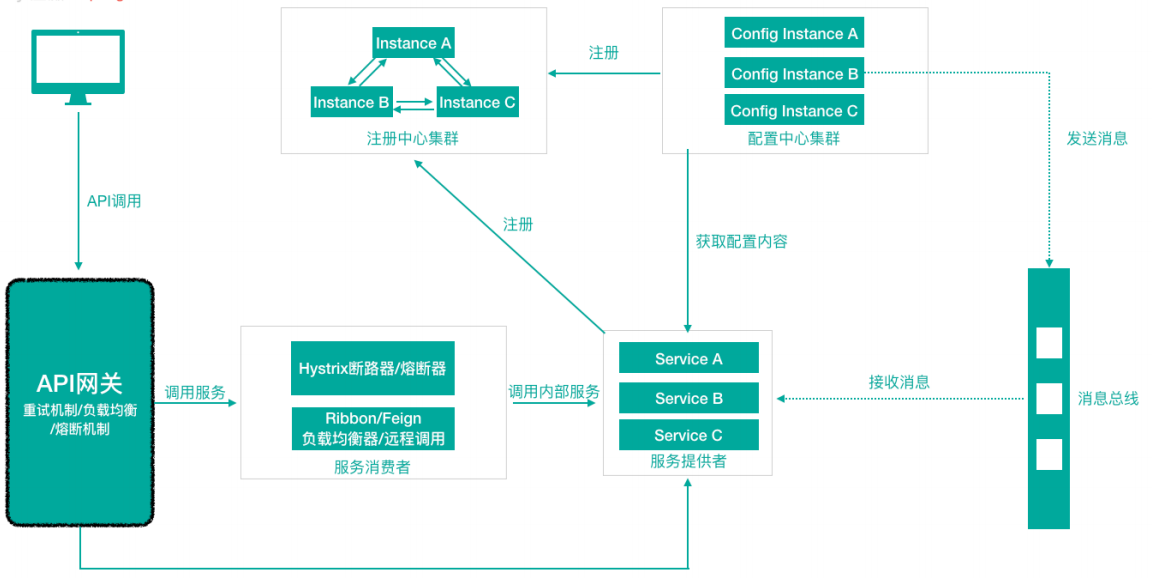 Instance A
Instance B
Instance C
注册中心集群
注册
Config Instance A
Config Instance B
Config Instance C
配置中心集群
发送消息
API调用
注册
获取配置内容
API网关
重试机制/负载均衡
/熔断机制
调用服务
Hystrix断路器/熔断器
Ribbon/Feign
负载均衡器/远程调用
服务消费者
调用内部服务
Service A
Service B
Service C
服务提供者
接收消息
消息总线